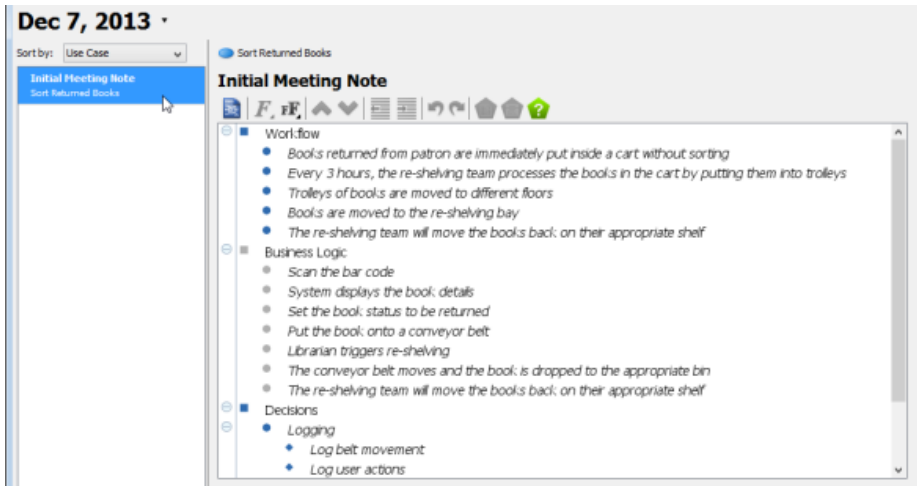 Dec 7, 2013
Sort by: Use Case
Sort Returned Books
Initial Meeting Note
Sort Returned Books
Initial Meeting Note
Workflow
Books returned from patron are immediately put inside a cart without sorting
Every 3 hours, the re-shelving team processes the books in the cart by putting them into trolleys
Trolleys of books are moved to different floors
Books are moved to the re-shelving bay
The re-shelving team will move the books back on their appropriate shelf
Business Logic
Scan the bar code
System displays the book details
Set the book status to be returned
Put the book onto a conveyor belt
Librarian triggers re-shelving
The conveyor belt moves and the book is dropped to the appropriate bin
The re-shelving team will move the books back on their appropriate shelf
Decisions
Logging
Log belt movement
Log user actions